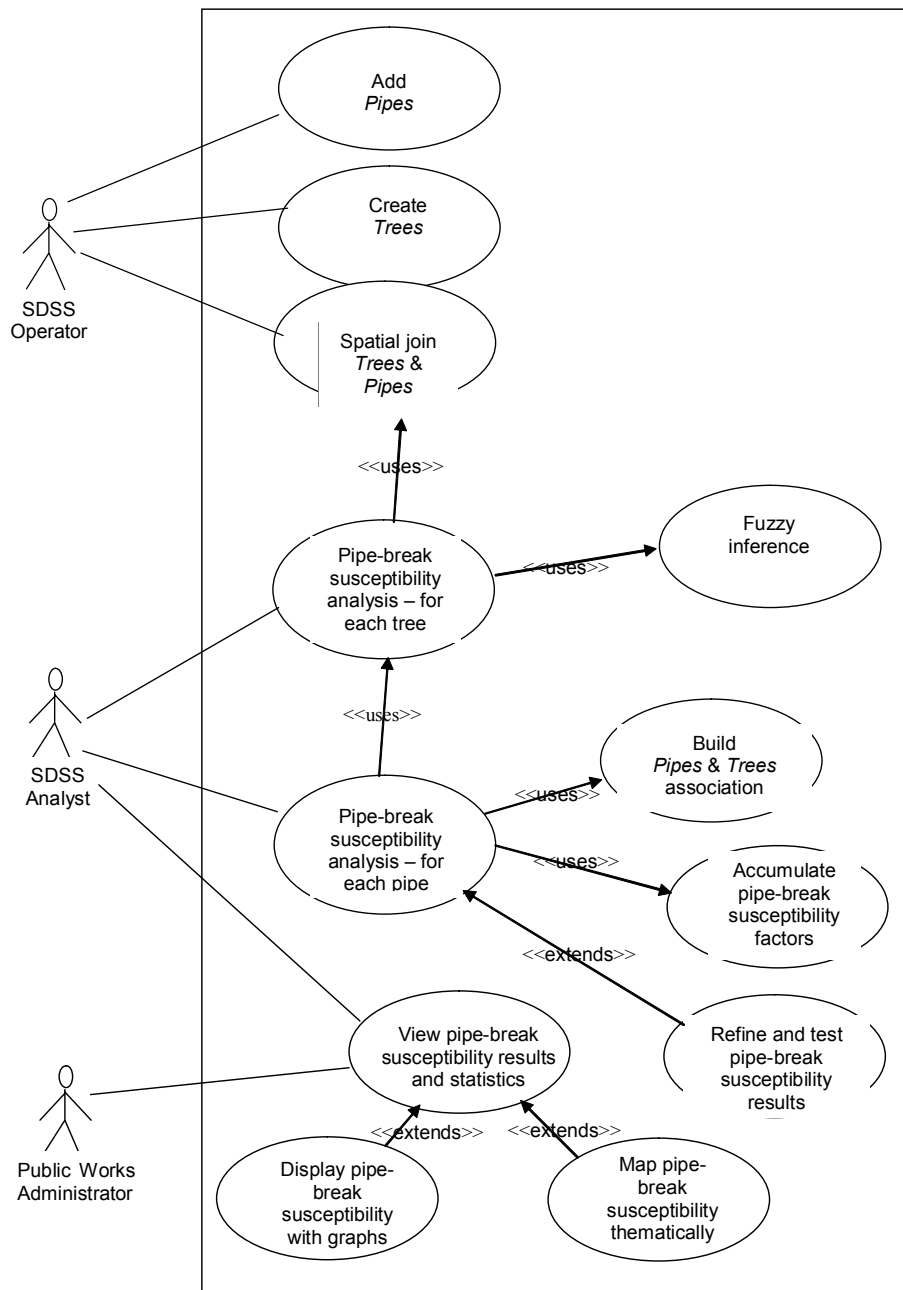 Add
Pipes
Create
Trees
SDSS
Operator
Spatial join
Trees &
Pipes
<<uses>>
Fuzzy
inference
Pipe-break
susceptibility
analysis – for
each tree
<<uses>>
<<uses>>
SDSS
Analyst
Build
Pipes & Trees
association
<<uses>>
Pipe-break
susceptibility
analysis – for
each pipe
<<uses>>
Accumulate
pipe-break
susceptibility
factors
<<extends>>
View pipe-break
susceptibility results
and statistics
Refine and test
pipe-break
susceptibility
results
Public Works
Administrator
<<extends>>
<<extends>>
Display pipe-
break
susceptibility
with graphs
Map pipe-
break
susceptibility
thematically